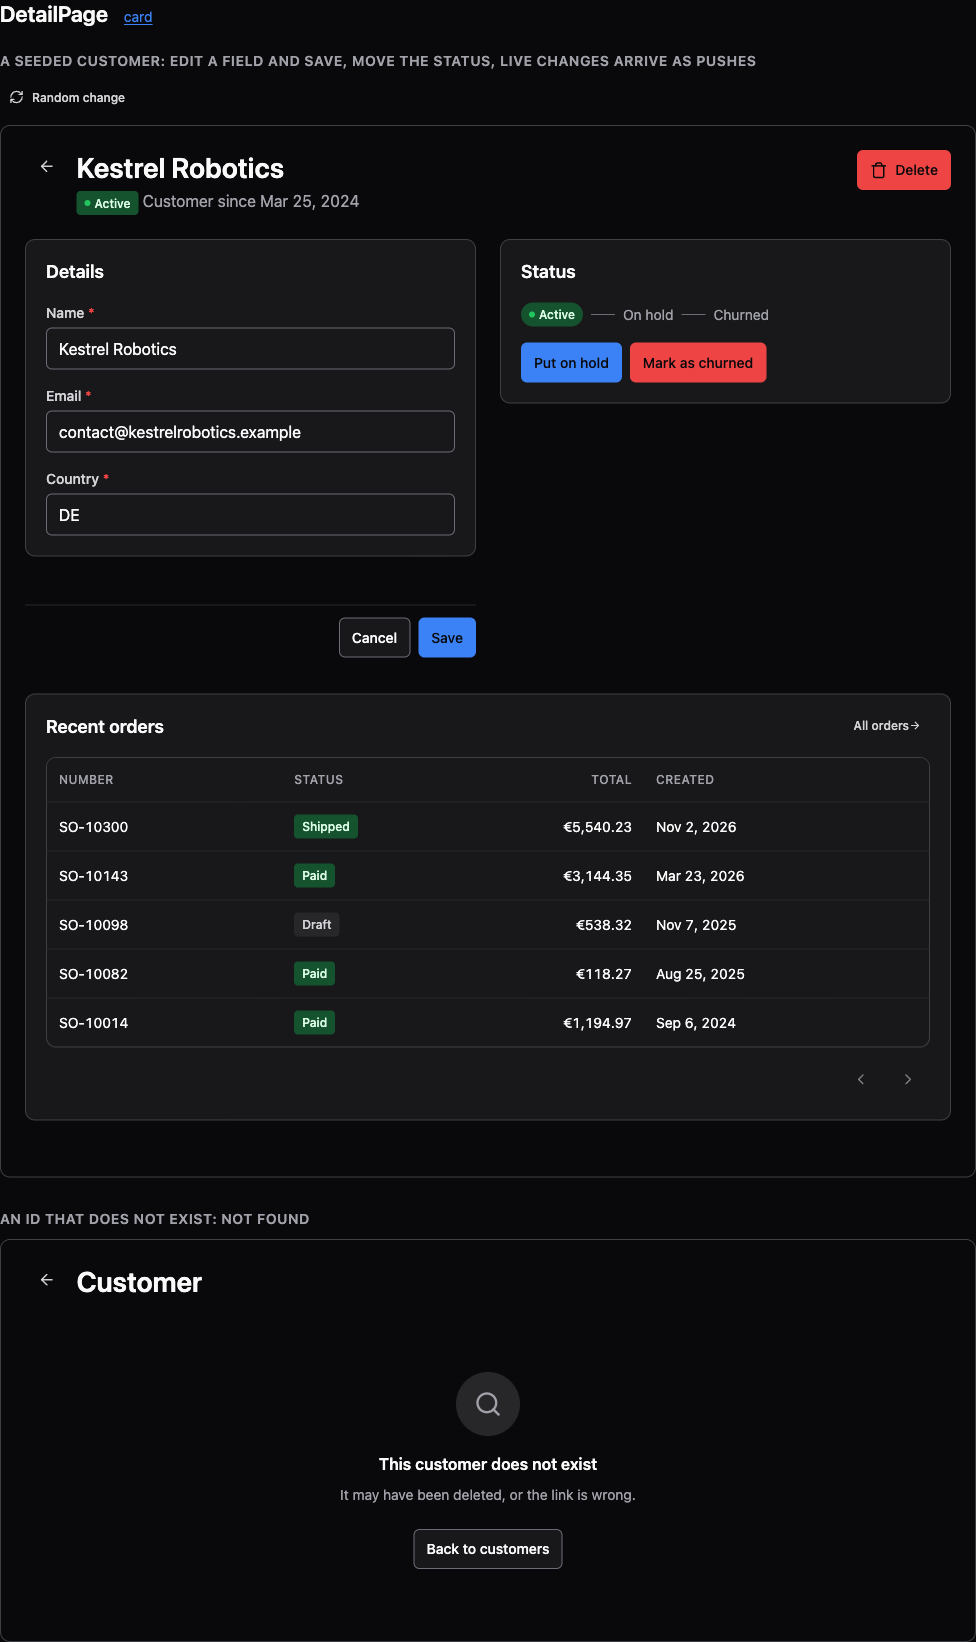 DetailPage card
A SEEDED CUSTOMER: EDIT A FIELD AND SAVE, MOVE THE STATUS, LIVE CHANGES ARRIVE AS PUSHES
Random change
Kestrel Robotics
Delete
Active Customer since Mar 25, 2024
Details
Name *
Kestrel Robotics
Email *
contact@kestrelrobotics.example
Country *
DE
Cancel Save
Status
Active On hold Churned
Put on hold Mark as churned
Recent orders
All orders→
NUMBER STATUS TOTAL CREATED
SO-10300 Shipped €5,540.23 Nov 2, 2026
SO-10143 Paid €3,144.35 Mar 23, 2026
SO-10098 Draft €538.32 Nov 7, 2025
SO-10082 Paid €118.27 Aug 25, 2025
SO-10014 Paid €1,194.97 Sep 6, 2024
AN ID THAT DOES NOT EXIST: NOT FOUND
Customer
This customer does not exist
It may have been deleted, or the link is wrong.
Back to customers